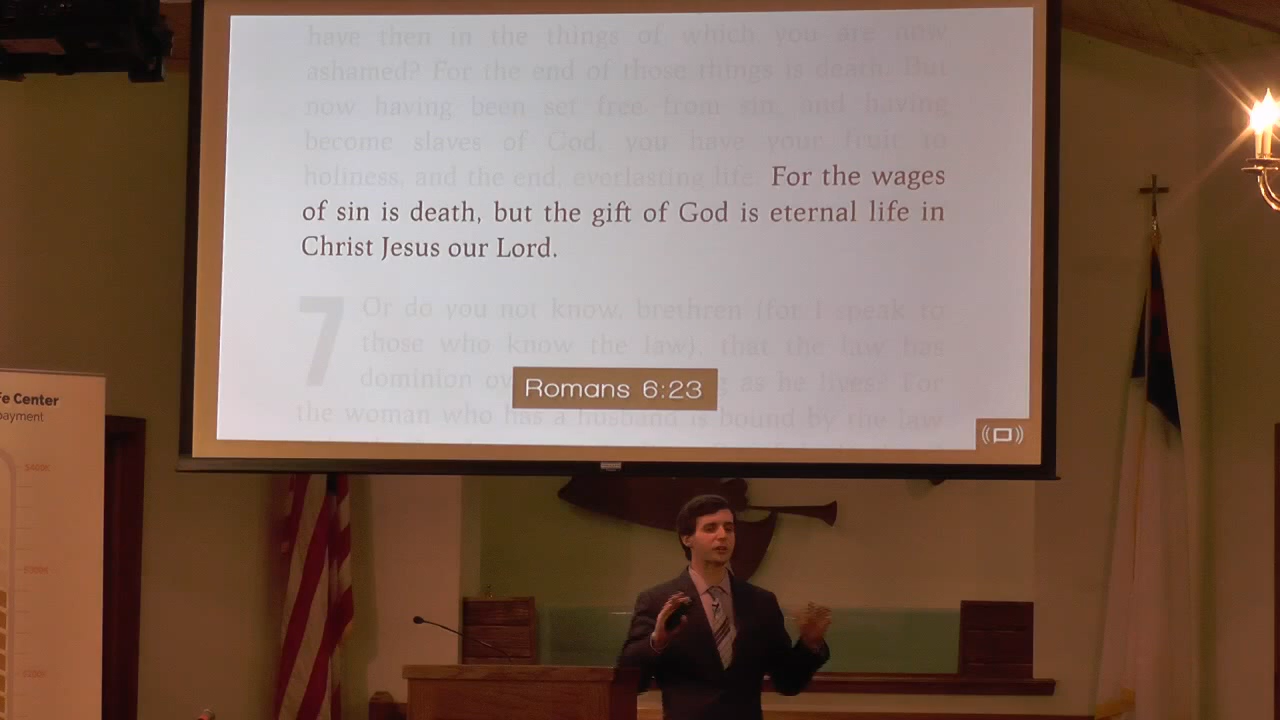 have then in the things of which you are now
ashamed? For the end of those things is death. But
now having been set free from sin, and having
become slaves of God, you have your fruit to
holiness, and the end, everlasting life. For the wages
of sin is death, but the gift of God is eternal life in
Christ Jesus our Lord.
7 Or do you not know, brethren (for I speak to
those who know the law), that the law has
dominion as he lives? For
the woman who has a husband is bound by the law
Romans 6:23
Center